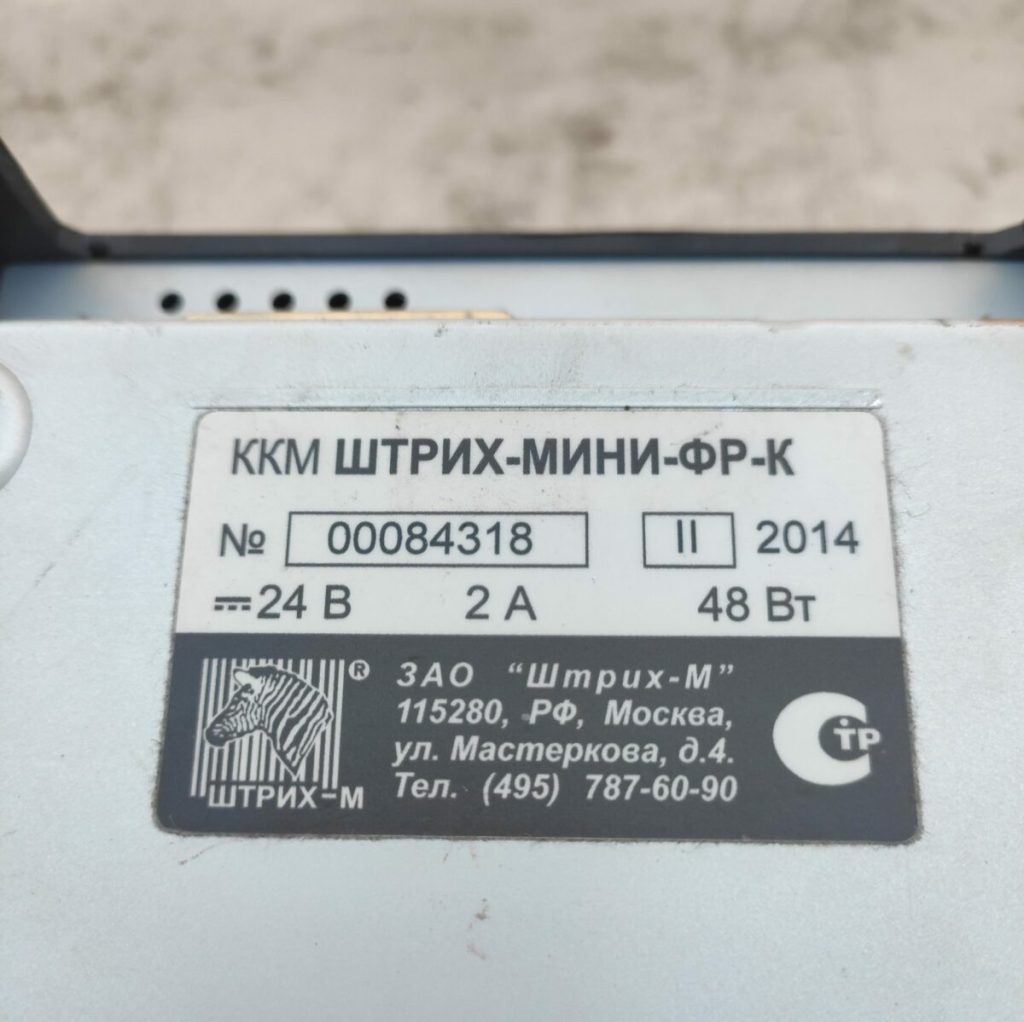 ККМ ШТРИХ-МИНИ-ФР-К
№ 00084318 II 2014
24 В 2 А 48 Вт
ШТРИХ-М ®
ЗАО "Штрих-М"
115280, РФ, Москва,
ул. Мастеркова, д.4.
Тел. (495) 787-60-90
С ТР